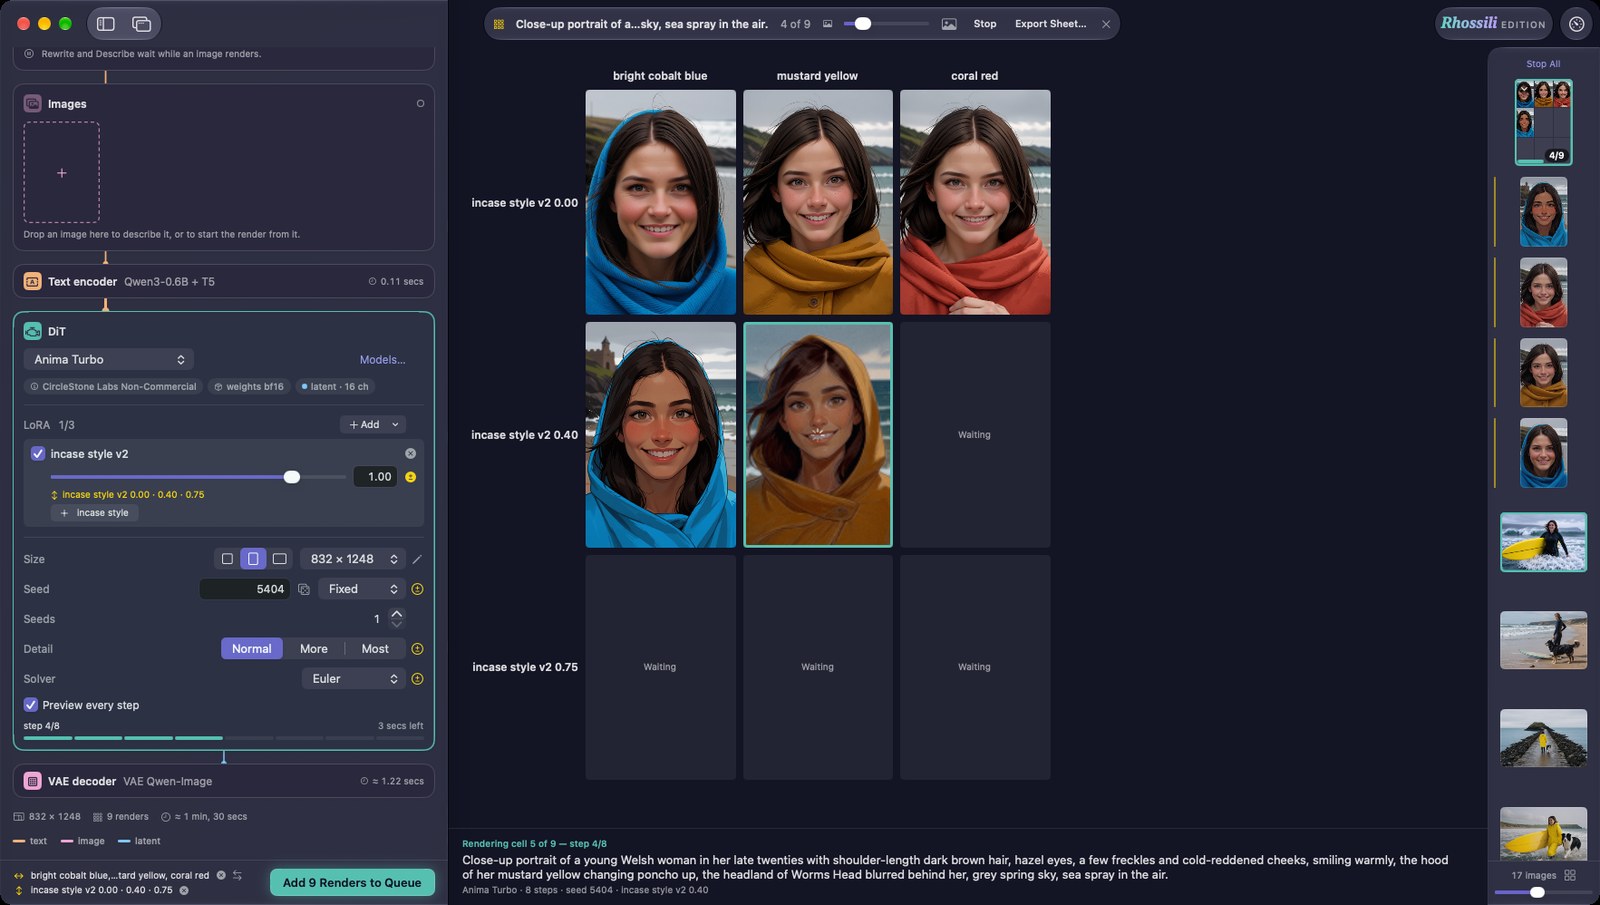 Rewrite and Describe wait while an image renders.
Images
Drop an image here to describe it, or to start the render from it.
Text encoder Qwen3-0.6B + T5 0.11 secs
DiT
Anima Turbo Models...
CircleStone Labs Non-Commercial weights bf16 latent · 16 ch
LoRA 1/3 + Add
incase style v2
1.00
incase style v2 0.00 · 0.40 · 0.75
+ incase style
Size 832 × 1248
Seed 5404 Fixed
Seeds 1
Detail Normal More Most
Solver Euler
Preview every step
step 4/8 3 secs left
VAE decoder VAE Qwen-Image ≈ 1.22 secs
832 × 1248 9 renders ≈ 1 min, 30 secs
text image latent
bright cobalt blue,...tard yellow, coral red
incase style v2 0.00 · 0.40 · 0.75
Add 9 Renders to Queue
Close-up portrait of a...sky, sea spray in the air. 4 of 9 Stop Export Sheet...
Rhossili EDITION
bright cobalt blue mustard yellow coral red
incase style v2 0.00
incase style v2 0.40
Waiting
incase style v2 0.75
Waiting Waiting Waiting
Rendering cell 5 of 9 — step 4/8
Close-up portrait of a young Welsh woman in her late twenties with shoulder-length dark brown hair, hazel eyes, a few freckles and cold-reddened cheeks, smiling warmly, the hood
of her mustard yellow changing poncho up, the headland of Worms Head blurred behind her, grey spring sky, sea spray in the air.
Anima Turbo · 8 steps · seed 5404 · incase style v2 0.40
Stop All
4/9
17 images